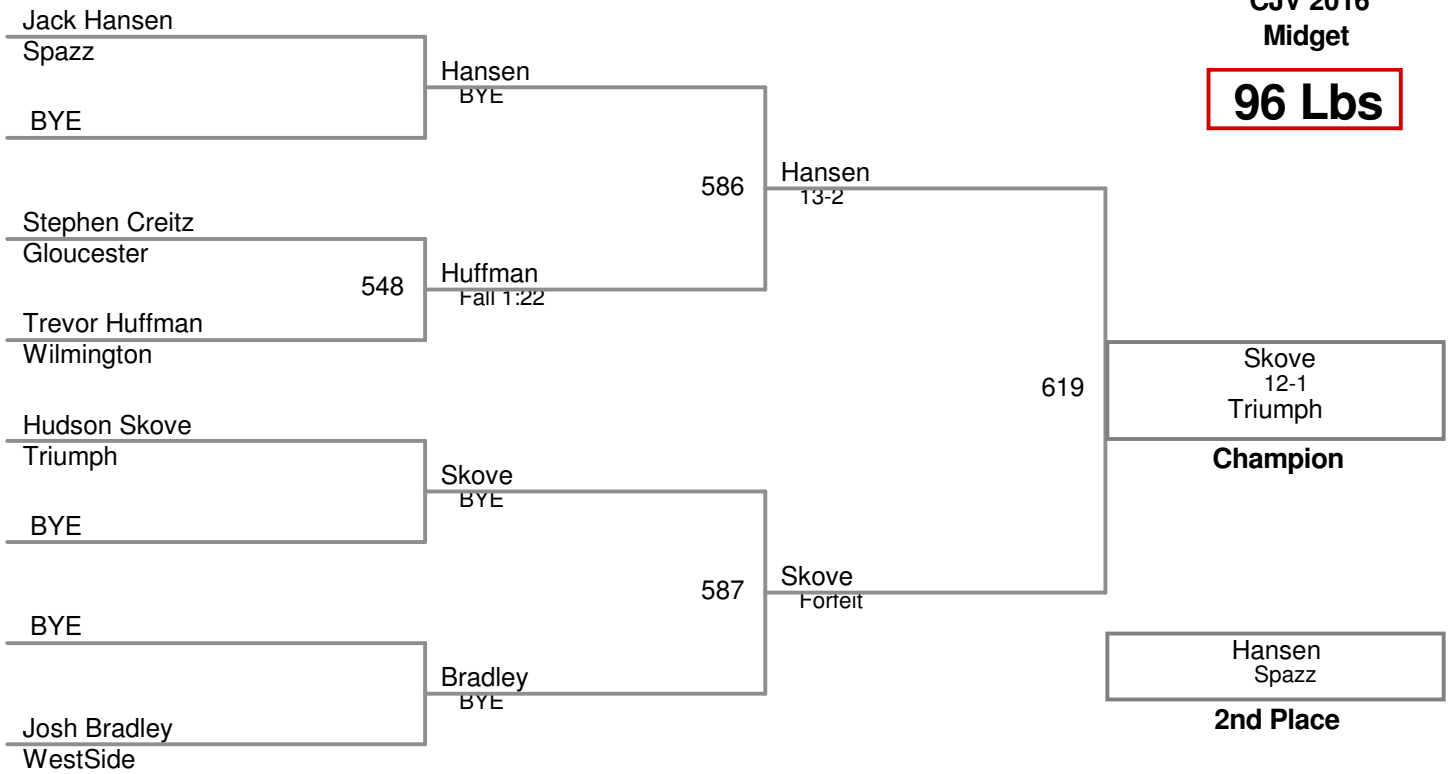 CJV 2016
Midget
96 Lbs
Jack Hansen
Spazz
BYE
Hansen
BYE
Stephen Creitz
Gloucester
548
Trevor Huffman
Wilmington
Huffman
Fall 1:22
586
Hansen
13-2
Hudson Skove
Triumph
BYE
Skove
BYE
BYE
Josh Bradley
WestSide
Bradley
BYE
587
Skove
Forfeit
619
Skove
12-1
Triumph
Champion
Hansen
Spazz
2nd Place